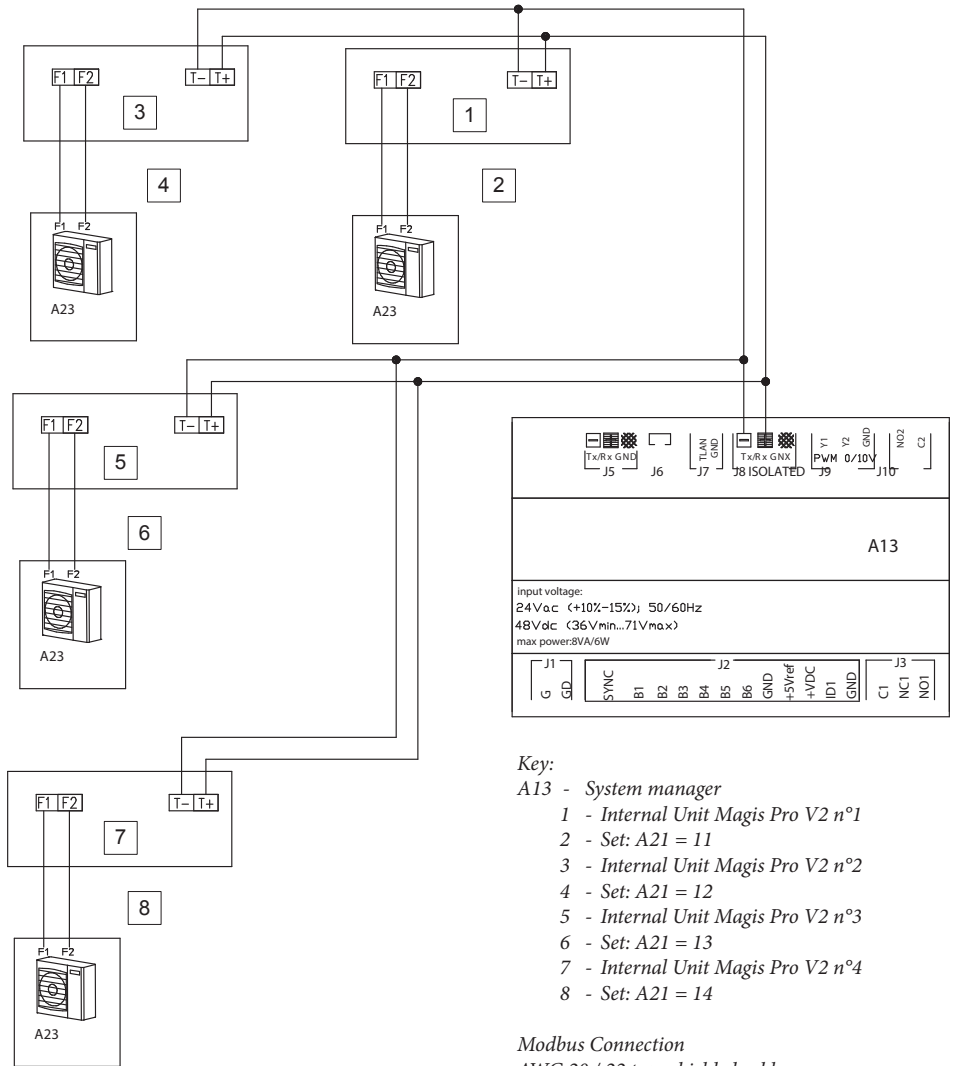 F1 F2
T- T+
3
4
F1 F2
A23
F1 F2
T- T+
1
2
F1 F2
A23
F1 F2
T- T+
5
6
F1 F2
A23
F1 F2
T- T+
7
8
F1 F2
A23
Tx/Rx GND
J5
J6
TLAN
GND
J7
Tx/Rx GNX
J8 ISOLATED
Y1
Y2
GND
PWM 0/10V
J9
NO2
C2
J10
A13
input voltage:
24Vac (+10%-15%); 50/60Hz
48Vdc (36Vmin...71Vmax)
max power:8VA/6W
J1
G
GD
J2
SYNC
B1
B2
B3
B4
B5
B6
GND
+5Vref
+VDC
ID1
GND
J3
C1
NC1
NO1
Key:
A13 - System manager
1 - Internal Unit Magis Pro V2 n°1
2 - Set: A21 = 11
3 - Internal Unit Magis Pro V2 n°2
4 - Set: A21 = 12
5 - Internal Unit Magis Pro V2 n°3
6 - Set: A21 = 13
7 - Internal Unit Magis Pro V2 n°4
8 - Set: A21 = 14
Modbus Connection